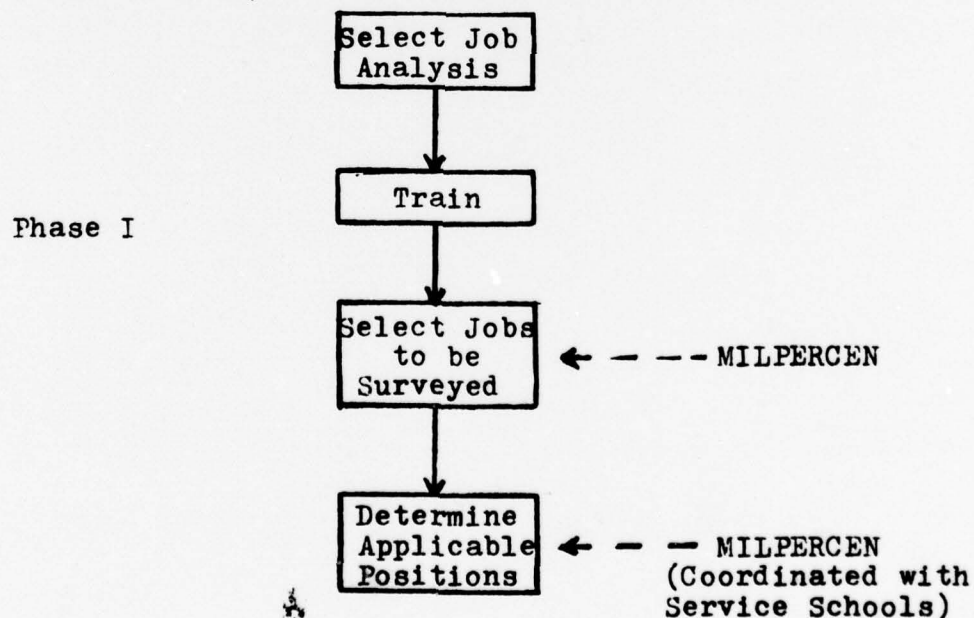 Select Job
Analysis
Train
Phase I
Select Jobs
to be
Surveyed
MILPERCEN
Determine
Applicable
Positions
MILPERCEN
(Coordinated with
Service Schools)